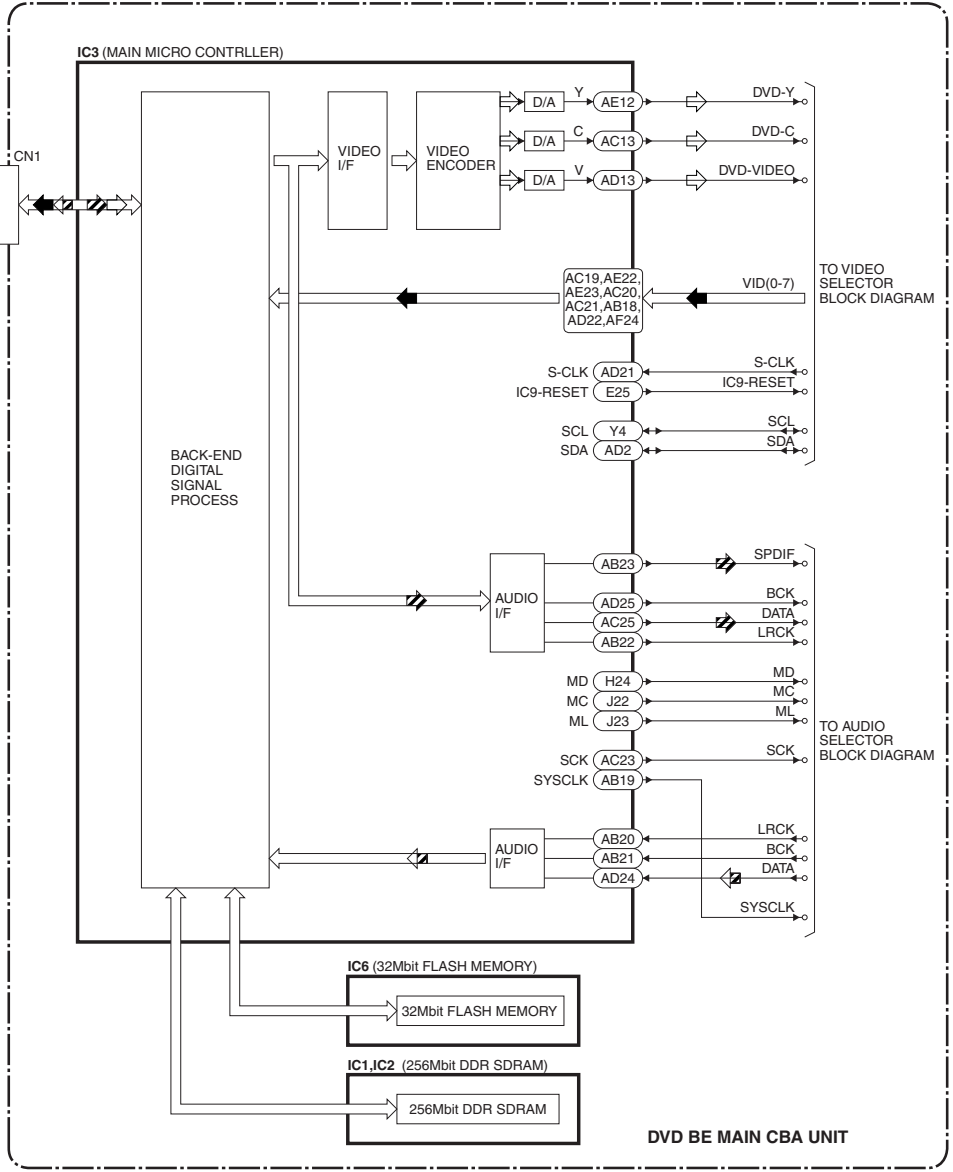 IC3 (MAIN MICRO CONTRLLER)
CN1
BACK-END
DIGITAL
SIGNAL
PROCESS
VIDEO
I/F
VIDEO
ENCODER
D/A
Y
AE12
DVD-Y
D/A
C
AC13
DVD-C
D/A
V
AD13
DVD-VIDEO
AC19,AE22,
AE23,AC20,
AC21,AB18,
AD22,AF24
VID(0-7)
TO VIDEO
SELECTOR
BLOCK DIAGRAM
S-CLK
AD21
S-CLK
IC9-RESET
E25
IC9-RESET
SCL
Y4
SCL
SDA
AD2
SDA
AUDIO
I/F
AB23
SPDIF
AD25
BCK
AC25
DATA
AB22
LRCK
MD
H24
MD
MC
J22
MC
ML
J23
ML
TO AUDIO
SELECTOR
BLOCK DIAGRAM
SCK
AC23
SCK
SYSCLK
AB19
AUDIO
I/F
AB20
LRCK
AB21
BCK
AD24
DATA
SYSCLK
IC6 (32Mbit FLASH MEMORY)
32Mbit FLASH MEMORY
IC1,IC2 (256Mbit DDR SDRAM)
256Mbit DDR SDRAM
DVD BE MAIN CBA UNIT